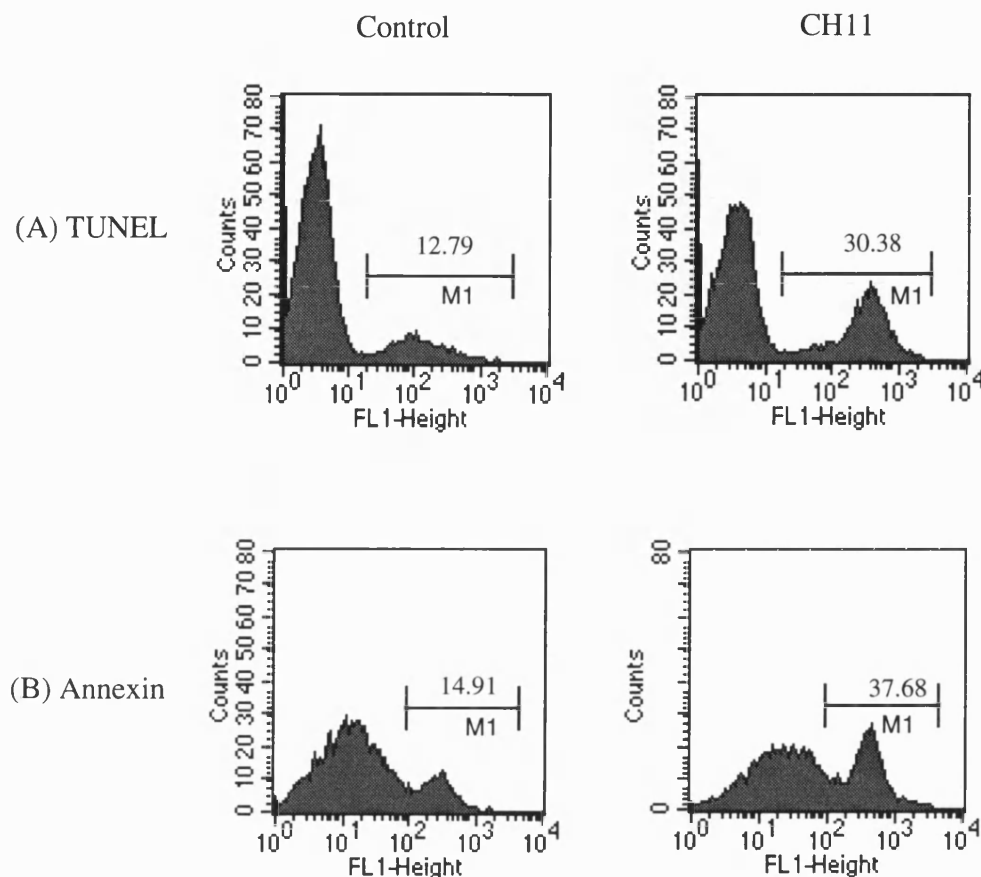 Control
CH11
(A) TUNEL
Counts
0 10 20 30 40 50 60 70 80
12.79
M1
10^0 10^1 10^2 10^3 10^4
FL1-Height
Counts
0 10 20 30 40 50 60 70 80
30.38
M1
10^0 10^1 10^2 10^3 10^4
FL1-Height
(B) Annexin
Counts
0 10 20 30 40 50 60 70 80
14.91
M1
10^0 10^1 10^2 10^3 10^4
FL1-Height
Counts
0 80
37.68
M1
10^0 10^1 10^2 10^3 10^4
FL1-Height